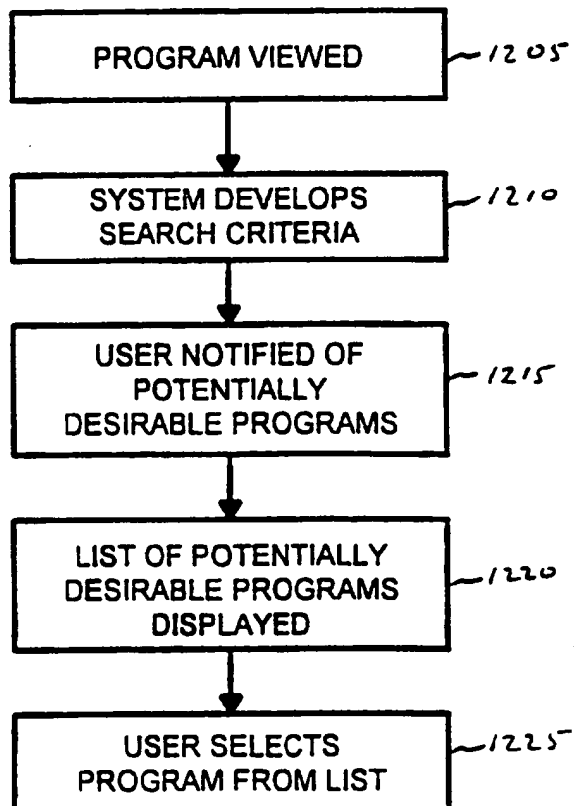 PROGRAM VIEWED
1205
SYSTEM DEVELOPS
SEARCH CRITERIA
1210
USER NOTIFIED OF
POTENTIALLY
DESIRABLE PROGRAMS
1215
LIST OF POTENTIALLY
DESIRABLE PROGRAMS
DISPLAYED
1220
USER SELECTS
PROGRAM FROM LIST
1225